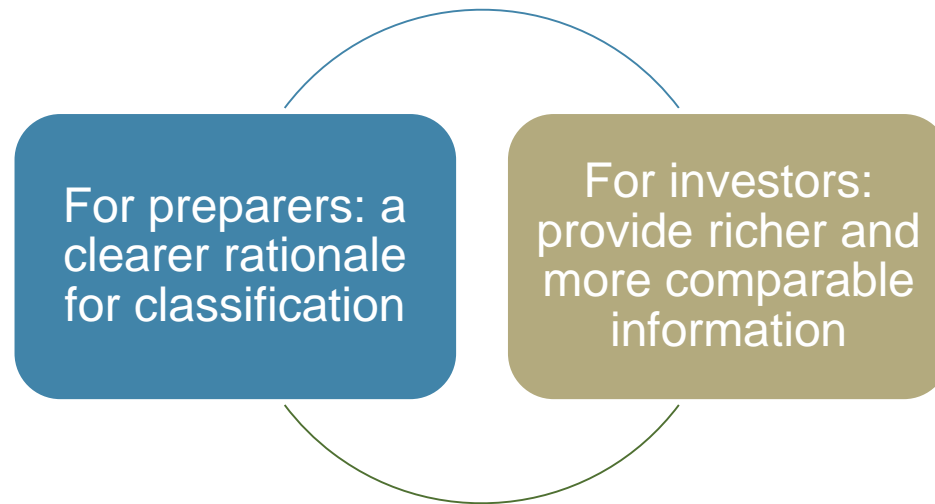 For preparers: a
clearer rationale
for classification
For investors:
provide richer and
more comparable
information